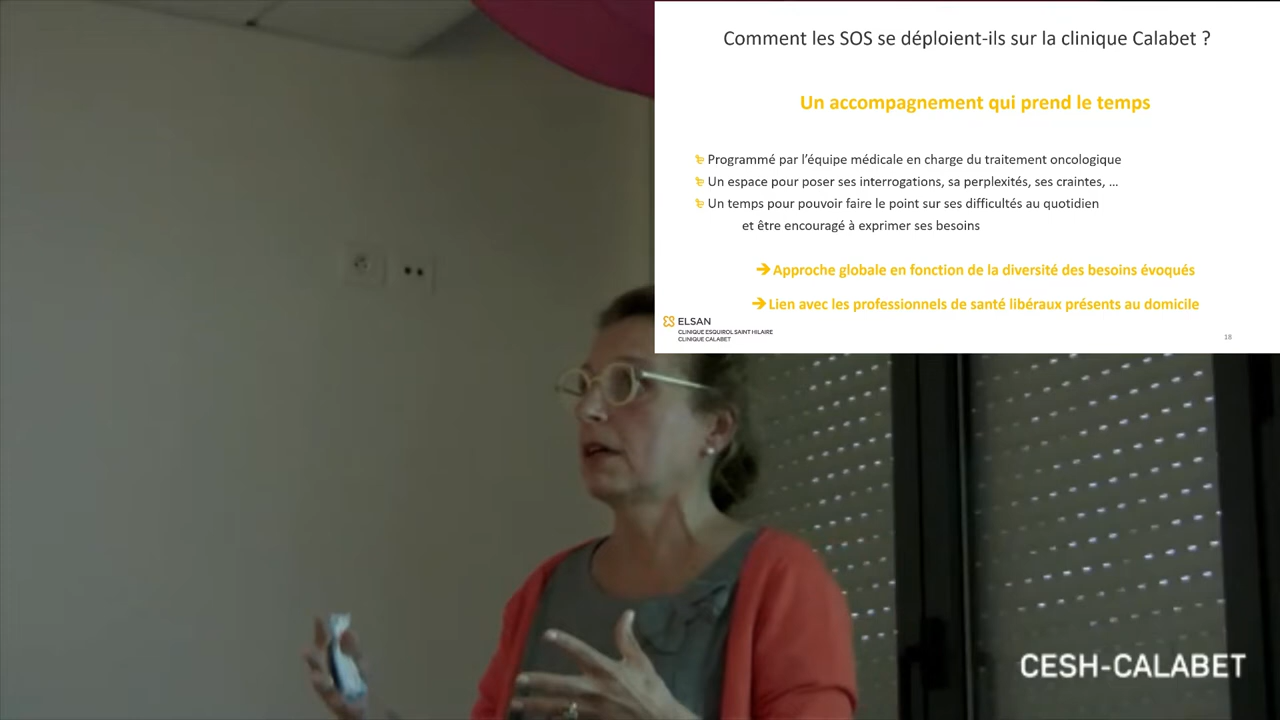 Comment les SOS se déploient-ils sur la clinique Calabet ?
Un accompagnement qui prend le temps
Programmé par l'équipe médicale en charge du traitement oncologique
Un espace pour poser ses interrogations, sa perplexités, ses craintes, ...
Un temps pour pouvoir faire le point sur ses difficultés au quotidien
et être encouragé à exprimer ses besoins
➔ Approche globale en fonction de la diversité des besoins évoqués
➔ Lien avec les professionnels de santé libéraux présents au domicile
ELSAN
CLINIQUE ESQUIROL SAINT HILAIRE
CLINIQUE CALABET
18
CESH-CALABET